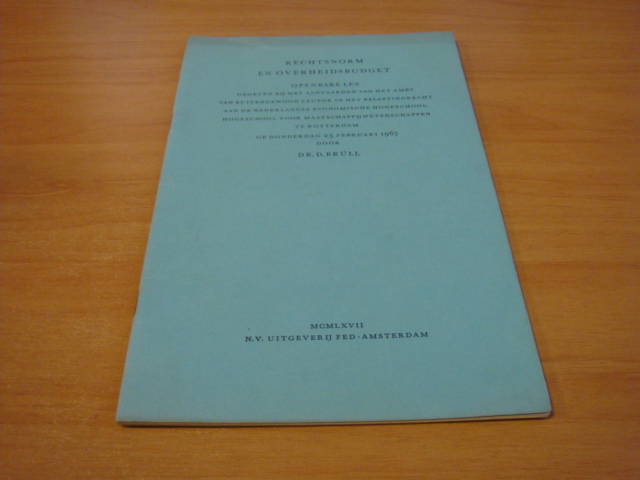 RECHTSNORM
EN OVERHEIDSBUDGET
OPENBARE LES
GEGEVEN BIJ HET AANVAARDEN VAN HET AMBT
VAN BUITENGEWOON LECTOR IN HET BELASTINGRECHT
AAN DE NEDERLANDSE ECONOMISCHE HOGESCHOOL,
HOGESCHOOL VOOR MAATSCHAPPIJWETENSCHAPPEN
TE ROTTERDAM
OP DONDERDAG 23 FEBRUARI 1967
DOOR
DR. D. BRÜLL
MCMLXVII
N.V. UITGEVERIJ FED-AMSTERDAM